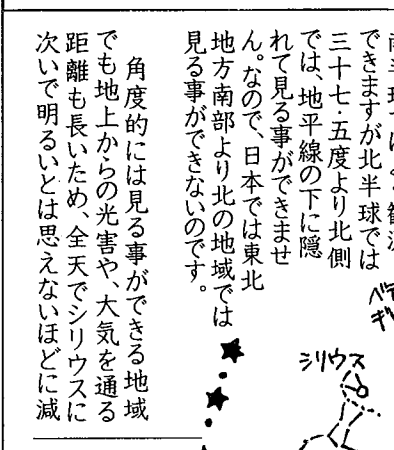 できますが北半球では
三十七・五度より北側
では、地平線の下に隠
れて見る事ができませ
ん。なので、日本では東北
地方南部より北の地域では
見る事ができないのです。
角度的には見る事ができる地域
でも地上からの光害や、大気を通る
距離も長いため、全天でシリウスに
次いで明るいとは思えないほどに減
シリウス